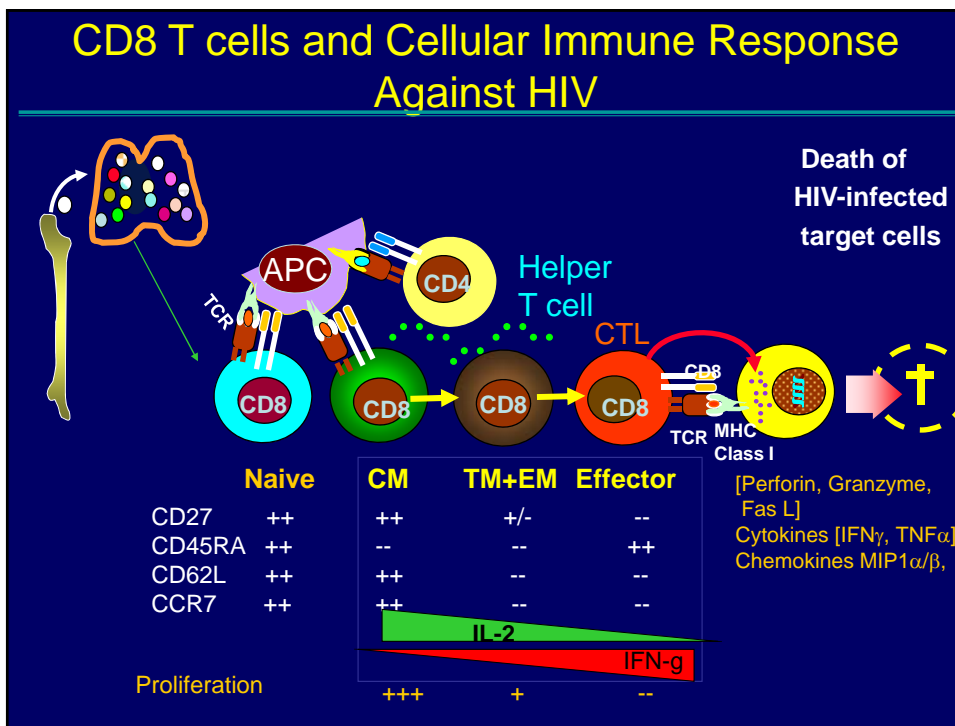 CD8 T cells and Cellular Immune Response
Against HIV
Death of
HIV-infected
target cells
APC
CD4
Helper
T cell
TCR
CTL
CD8
CD8
CD8
CD8
CD8
TCR
MHC
Class I
Naive CM TM+EM Effector
CD27 ++ ++ +/- --
CD45RA ++ -- -- ++
CD62L ++ ++ -- --
CCR7 ++ ++ -- --
IL-2
IFN-g
Proliferation +++ + --
[Perforin, Granzyme,
Fas L]
Cytokines [IFNγ, TNFα]
Chemokines MIP1α/β,